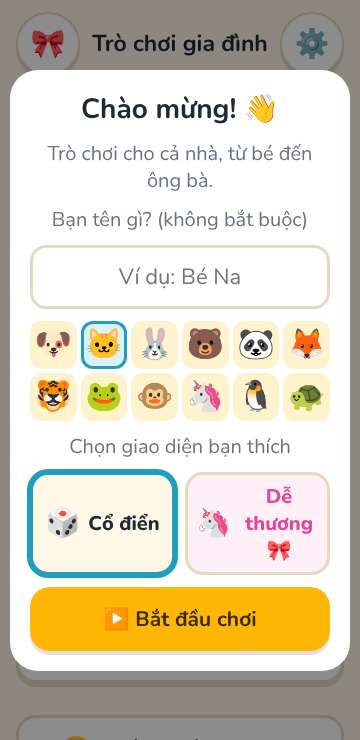 Trò chơi gia đình
Chào mừng! 👋
Trò chơi cho cả nhà, từ bé đến
ông bà.
Bạn tên gì? (không bắt buộc)
Ví dụ: Bé Na
Chọn giao diện bạn thích
Cổ điển
Dễ
thương
Bắt đầu chơi